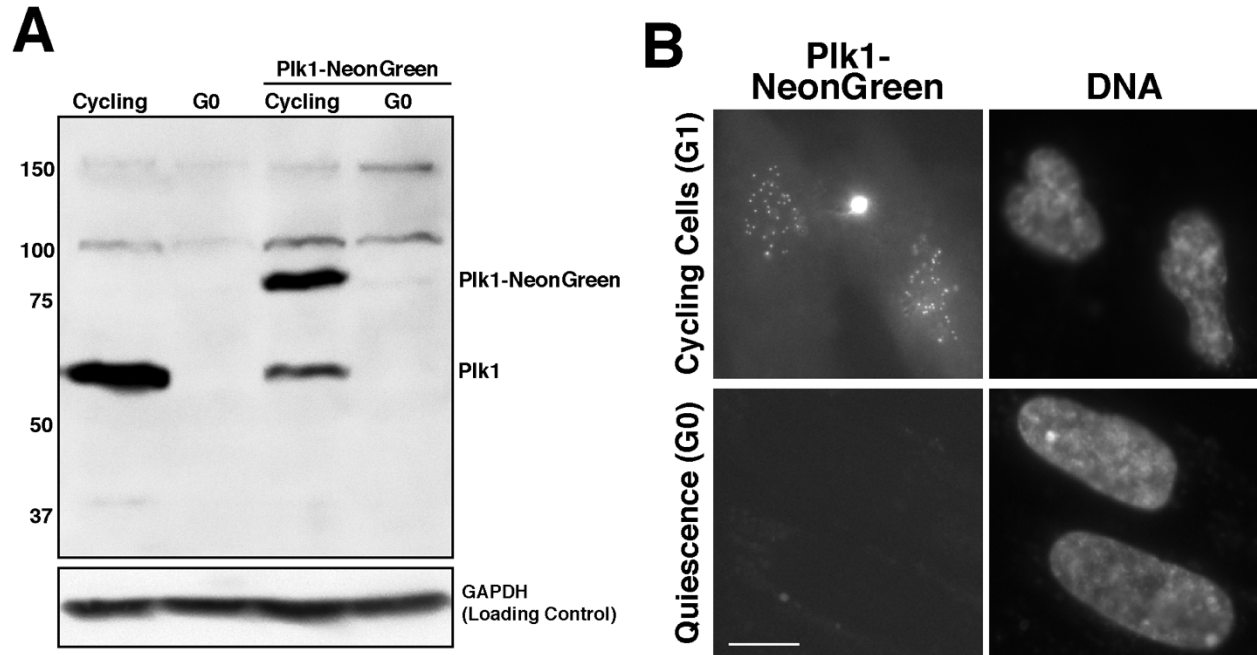 A
Plk1-NeonGreen
Cycling G0 Cycling G0
150
100
75
50
37
Plk1-NeonGreen
Plk1
GAPDH
(Loading Control)
B
Plk1-
NeonGreen
DNA
Cycling Cells (G1)
Quiescence (G0)